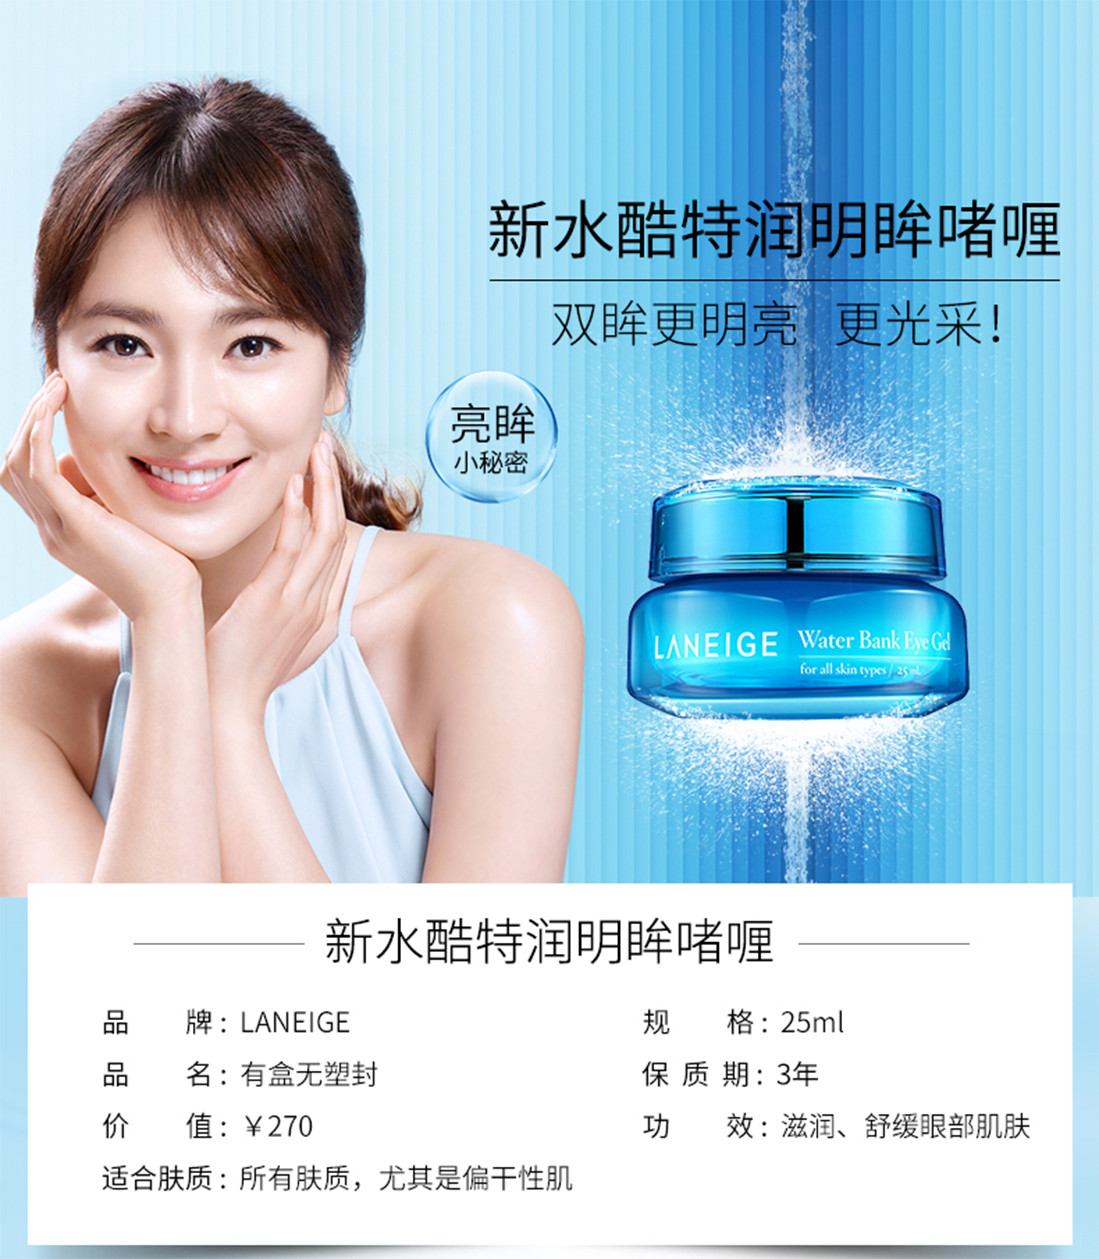 新水酷特润明眸啫喱
双眸更明亮 更光采!
亮眸
小秘密
LANEIGE Water Bank Eye Gel
for all skin types / 25 mL
新水酷特润明眸啫喱
品 牌: LANEIGE
规 格: 25ml
品 名: 有盒无塑封
保 质 期: 3年
价 值: ￥270
功 效: 滋润、舒缓眼部肌肤
适合肤质: 所有肤质，尤其是偏干性肌